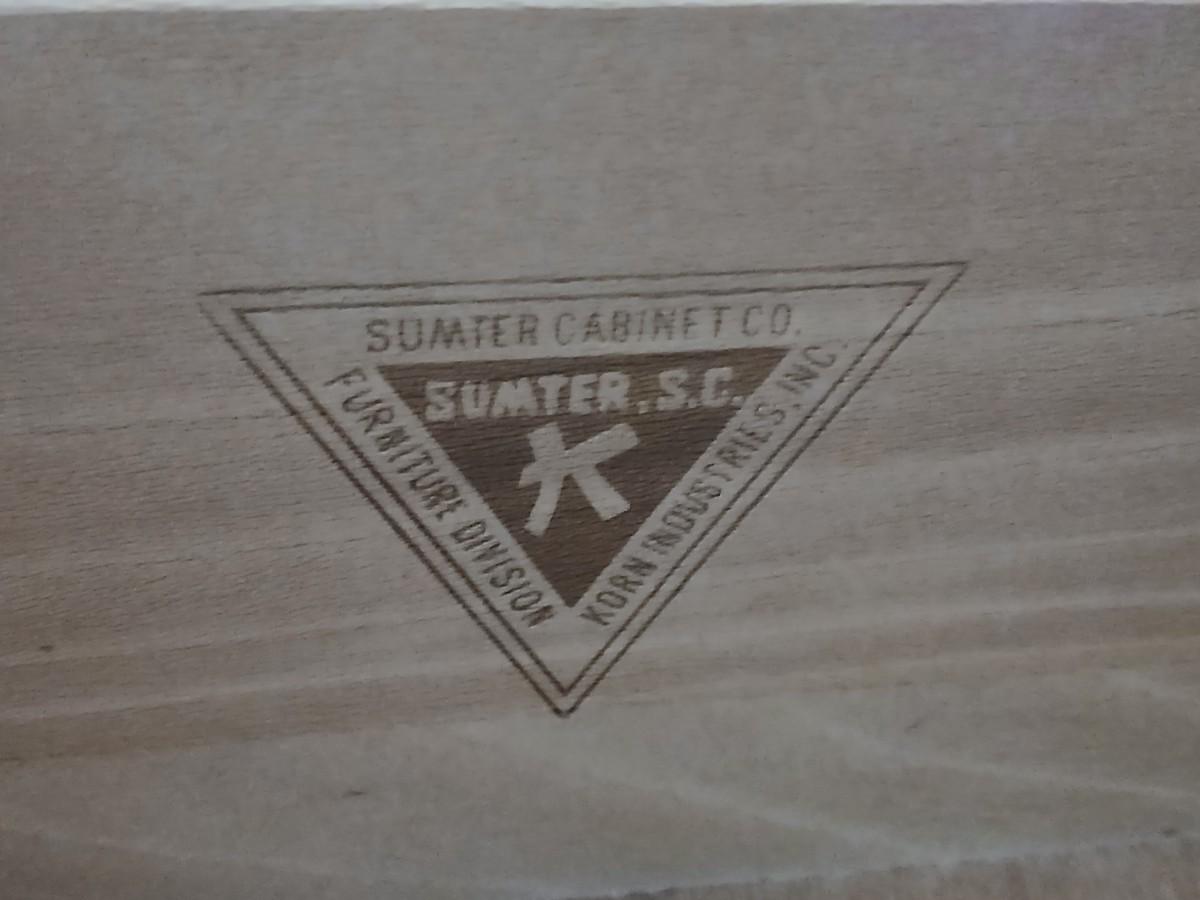 SUMTER CABINET CO.
SUMTER, S.C.
K
FURNITURE DIVISION
KORN INDUSTRIES, INC.